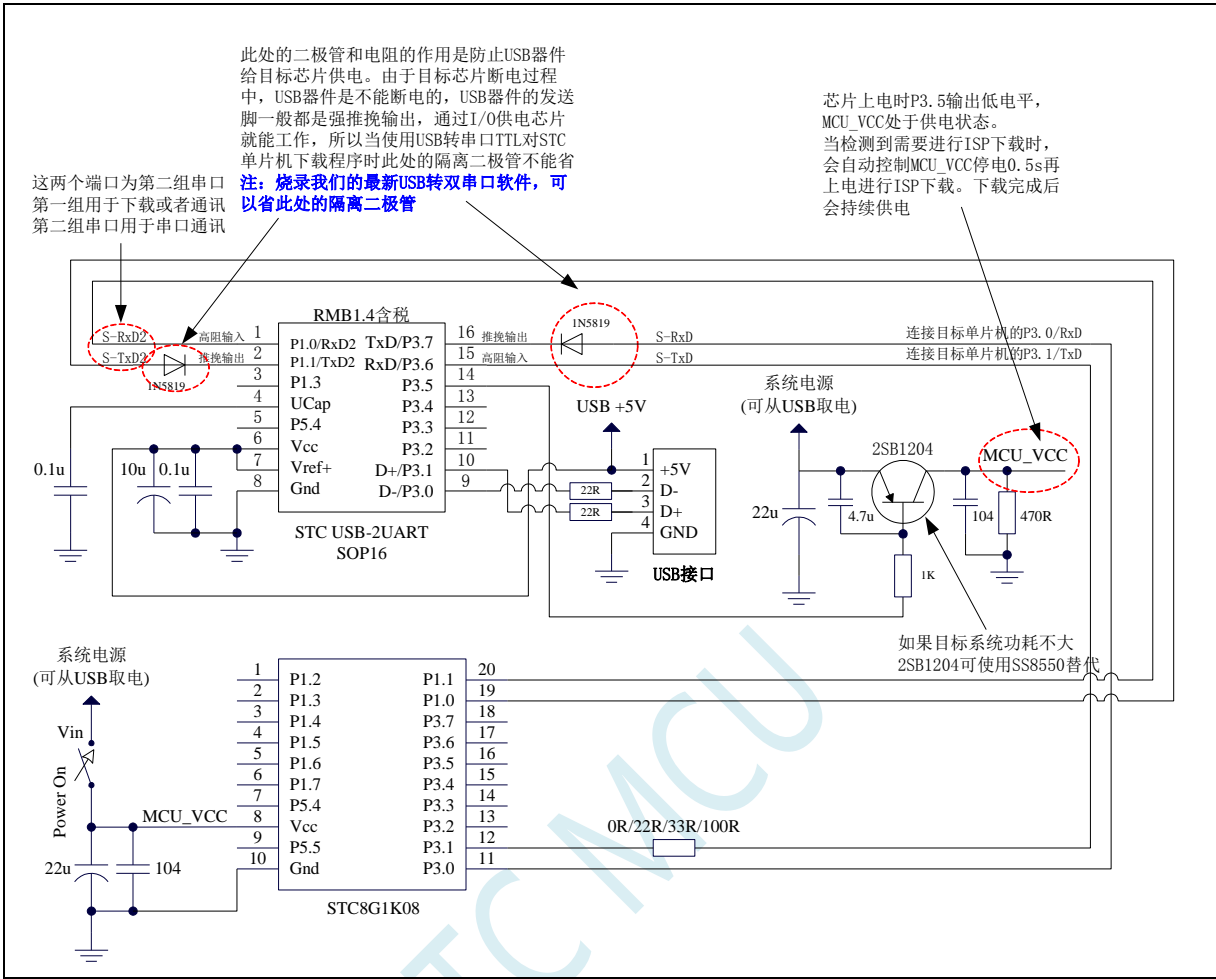 此处的二极管和电阻的作用是防止USB器件
给目标芯片供电。由于目标芯片断电过程
中，USB器件是不能断电的，USB器件的发送
脚一般都是强推挽输出，通过I/O供电芯片
就能工作，所以当使用USB转串口TTL对STC
单片机下载程序时此处的隔离二极管不能省
注：烧录我们的最新USB转双串口软件，可
以省此处的隔离二极管
芯片上电时P3.5输出低电平，
MCU_VCC处于供电状态。
当检测到需要进行ISP下载时，
会自动控制MCU_VCC停电0.5s再
上电进行ISP下载。下载完成后
会持续供电
这两个端口为第二组串口
第一组用于下载或者通讯
第二组串口用于串口通讯
RMB1.4含税
S-RxD2 高阻输入 1 P1.0/RxD2 TxD/P3.7 16 推挽输出 1N5819 S-RxD 连接目标单片机的P3.0/RxD
S-TxD2 推挽输出 2 P1.1/TxD2 RxD/P3.6 15 高阻输入 S-TxD 连接目标单片机的P3.1/TxD
1N5819
3 P1.3 P3.5 14
4 UCap P3.4 13
5 P5.4 P3.3 12
6 Vcc P3.2 11
7 Vref+ D+/P3.1 10
8 Gnd D-/P3.0 9
0.1u
10u
0.1u
STC USB-2UART
SOP16
USB +5V
1 +5V
2 D-
3 D+
4 GND
22R
22R
USB接口
系统电源
(可从USB取电)
2SB1204
MCU_VCC
22u
4.7u
104
470R
1K
如果目标系统功耗不大
2SB1204可使用SS8550替代
系统电源
(可从USB取电)
Vin
Power On
MCU_VCC
22u
104
1 P1.2 P1.1 20
2 P1.3 P1.0 19
3 P1.4 P3.7 18
4 P1.5 P3.6 17
5 P1.6 P3.5 16
6 P1.7 P3.4 15
7 P5.4 P3.3 14
8 Vcc P3.2 13
9 P5.5 P3.1 12
10 Gnd P3.0 11
0R/22R/33R/100R
STC8G1K08
STC MCU